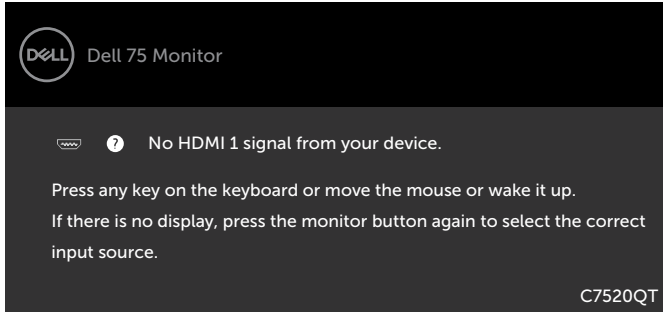 DELL Dell 75 Monitor
? No HDMI 1 signal from your device.
Press any key on the keyboard or move the mouse or wake it up.
If there is no display, press the monitor button again to select the correct
input source.
C7520QT